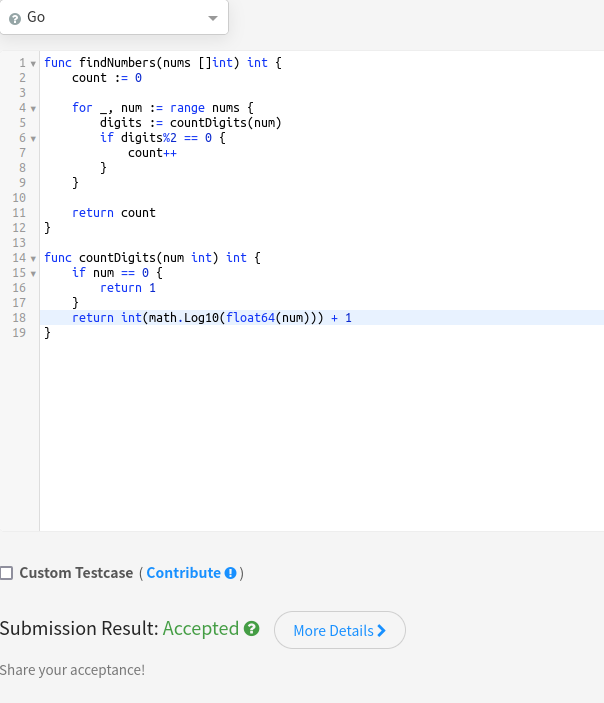 Go
1 func findNumbers(nums []int) int {
2     count := 0
3
4     for _, num := range nums {
5         digits := countDigits(num)
6         if digits%2 == 0 {
7             count++
8         }
9     }
10
11     return count
12 }
13
14 func countDigits(num int) int {
15     if num == 0 {
16         return 1
17     }
18     return int(math.Log10(float64(num))) + 1
19 }
Custom Testcase ( Contribute )
Submission Result: Accepted More Details
Share your acceptance!